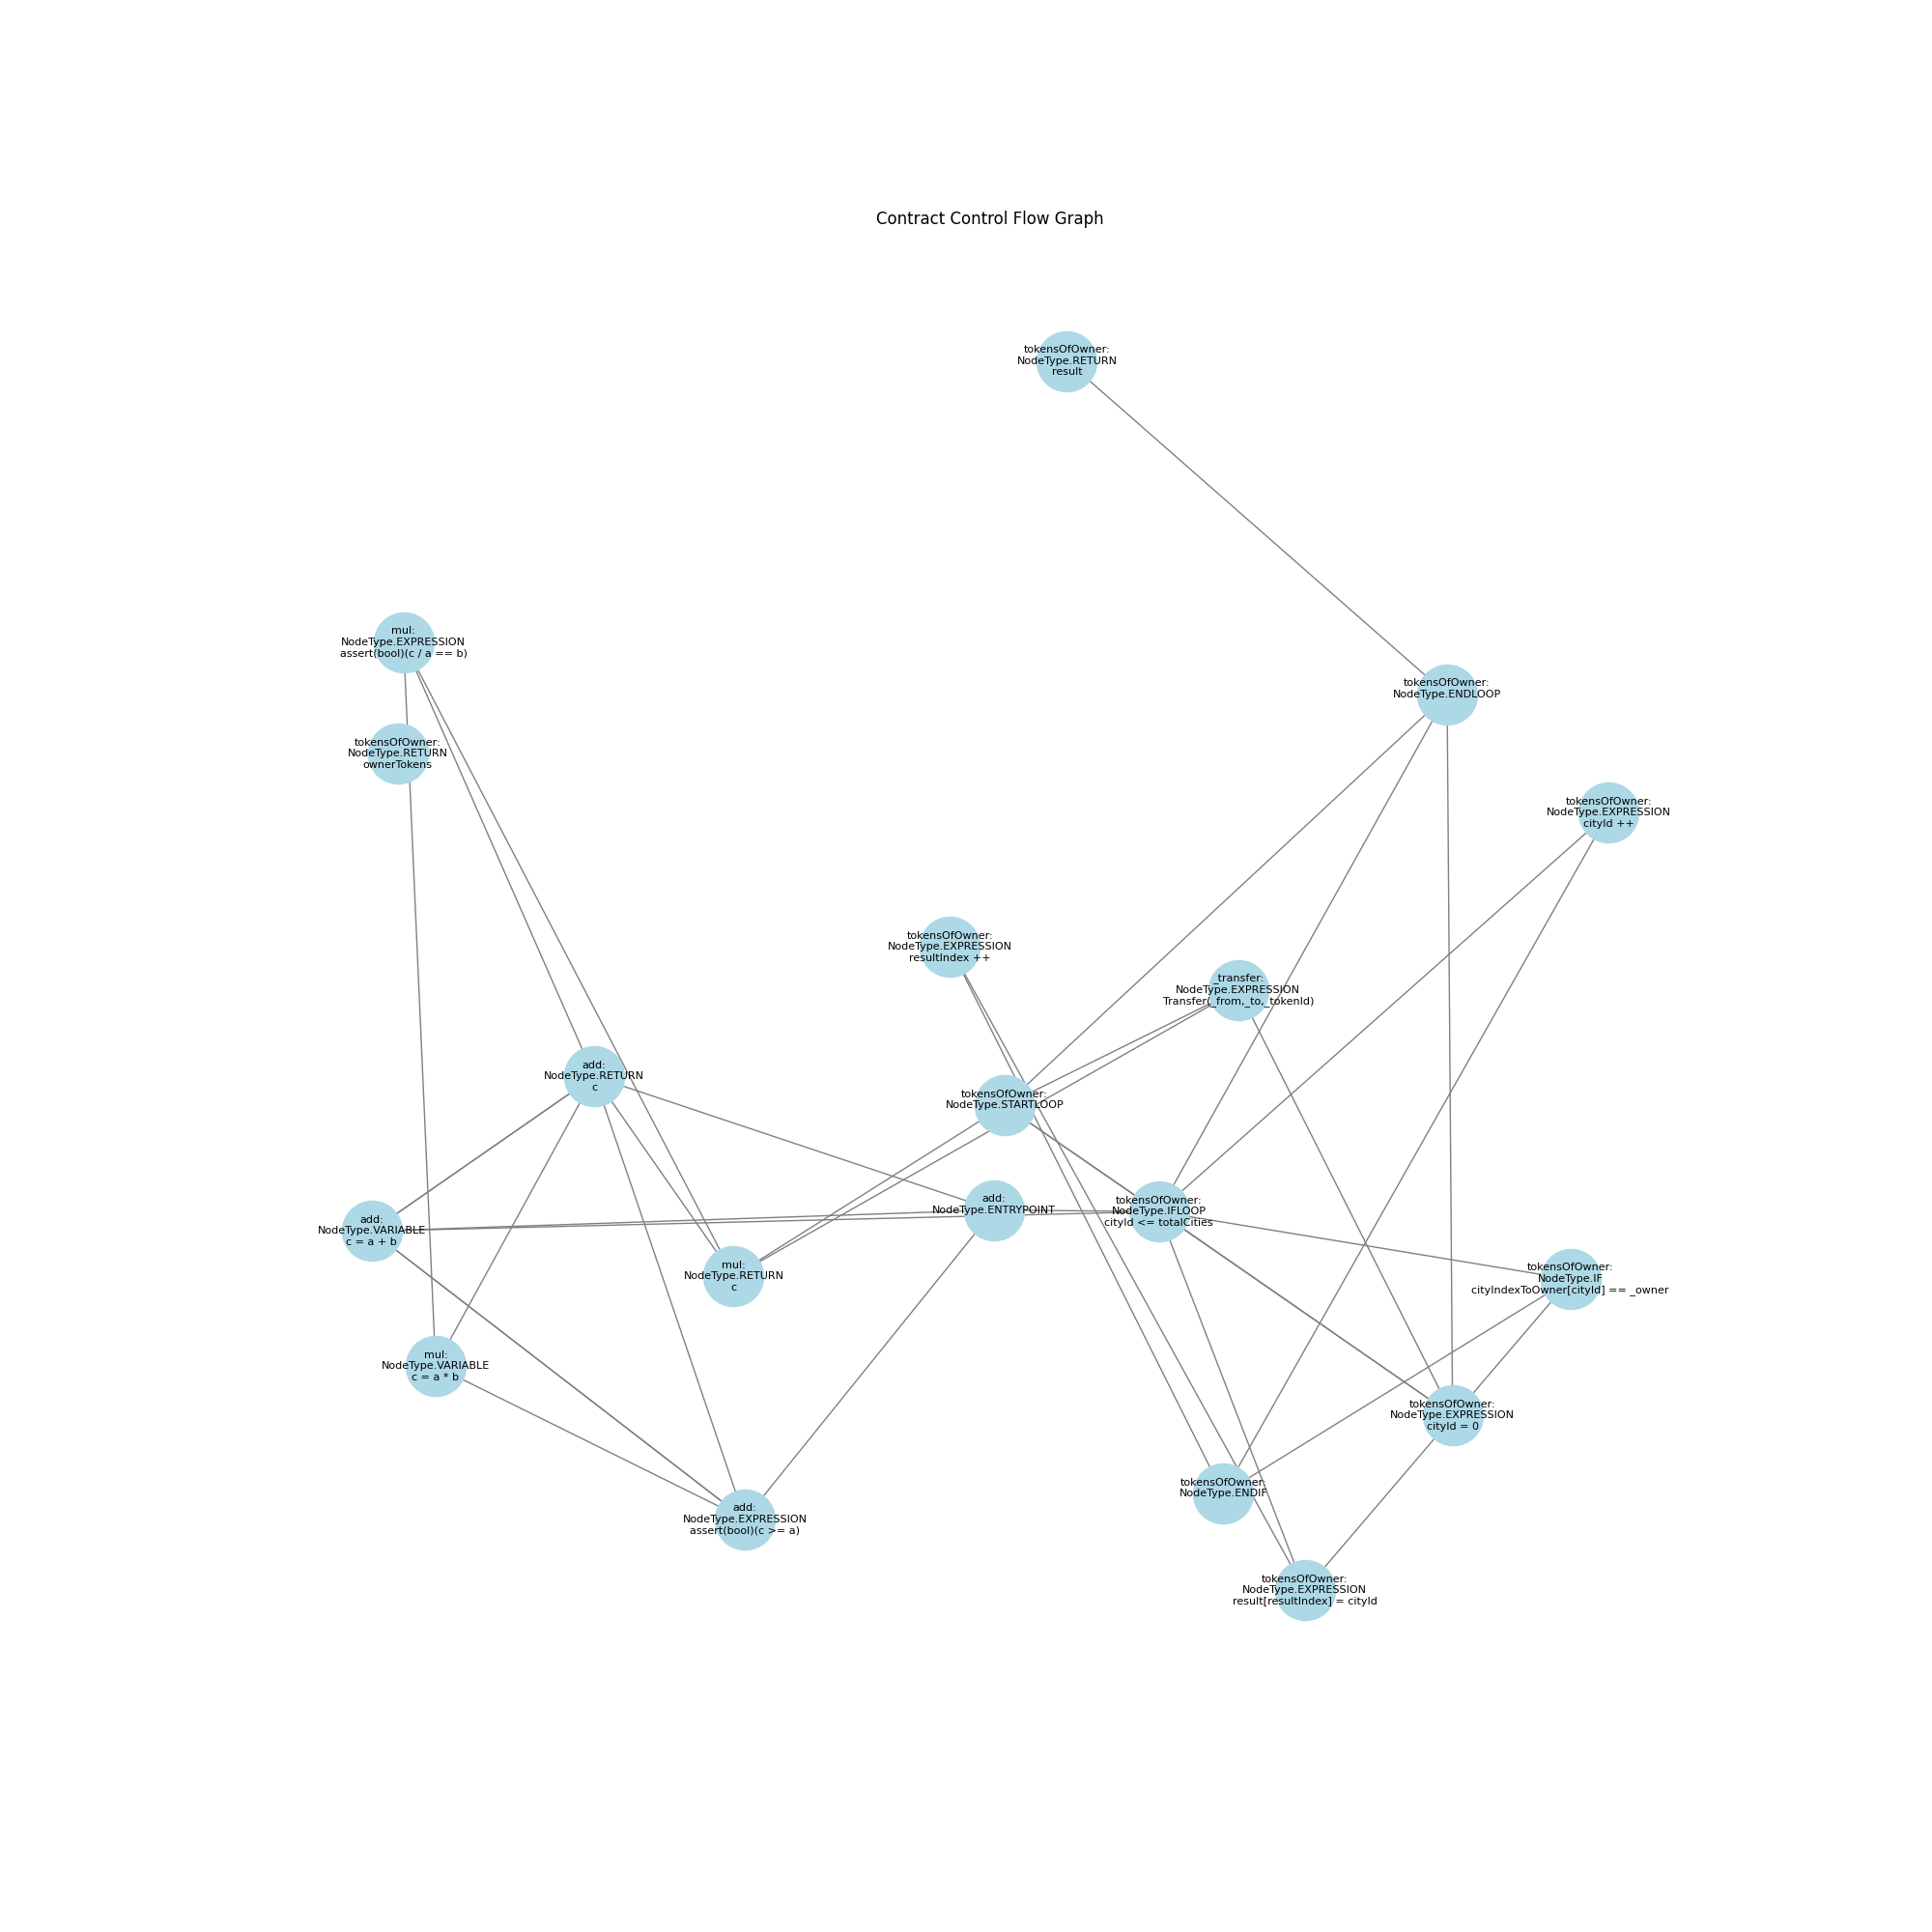 Contract Control Flow Graph
tokensOfOwner:
NodeType.RETURN
result
mul:
NodeType.EXPRESSION
assert(bool)(c / a == b)
tokensOfOwner:
NodeType.ENDLOOP
tokensOfOwner:
NodeType.RETURN
ownerTokens
tokensOfOwner:
NodeType.EXPRESSION
cityId ++
tokensOfOwner:
NodeType.EXPRESSION
resultIndex ++
_transfer:
NodeType.EXPRESSION
Transfer(_from,_to,_tokenId)
add:
NodeType.RETURN
c
tokensOfOwner:
NodeType.STARTLOOP
add:
NodeType.ENTRYPOINT
tokensOfOwner:
NodeType.IFLOOP
cityId <= totalCities
add:
NodeType.VARIABLE
c = a + b
mul:
NodeType.RETURN
c
tokensOfOwner:
NodeType.IF
cityIndexToOwner[cityId] == _owner
mul:
NodeType.VARIABLE
c = a * b
tokensOfOwner:
NodeType.EXPRESSION
cityId = 0
tokensOfOwner:
NodeType.ENDIF
add:
NodeType.EXPRESSION
assert(bool)(c >= a)
tokensOfOwner:
NodeType.EXPRESSION
result[resultIndex] = cityId